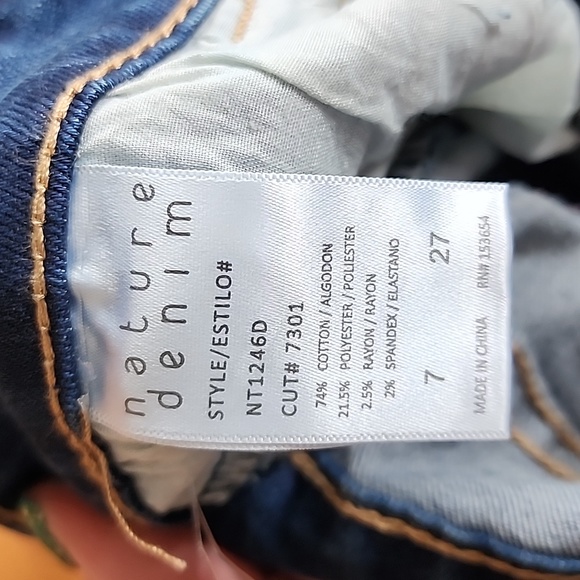 nature
denim
STYLE/ESTILO#
NT1246D
CUT# 7301
74% COTTON / ALGODON
21.5% POLYESTER / POLIESTER
2.5% RAYON / RAYON
2% SPANDEX / ELASTANO
7 27
MADE IN CHINA RN# 153654